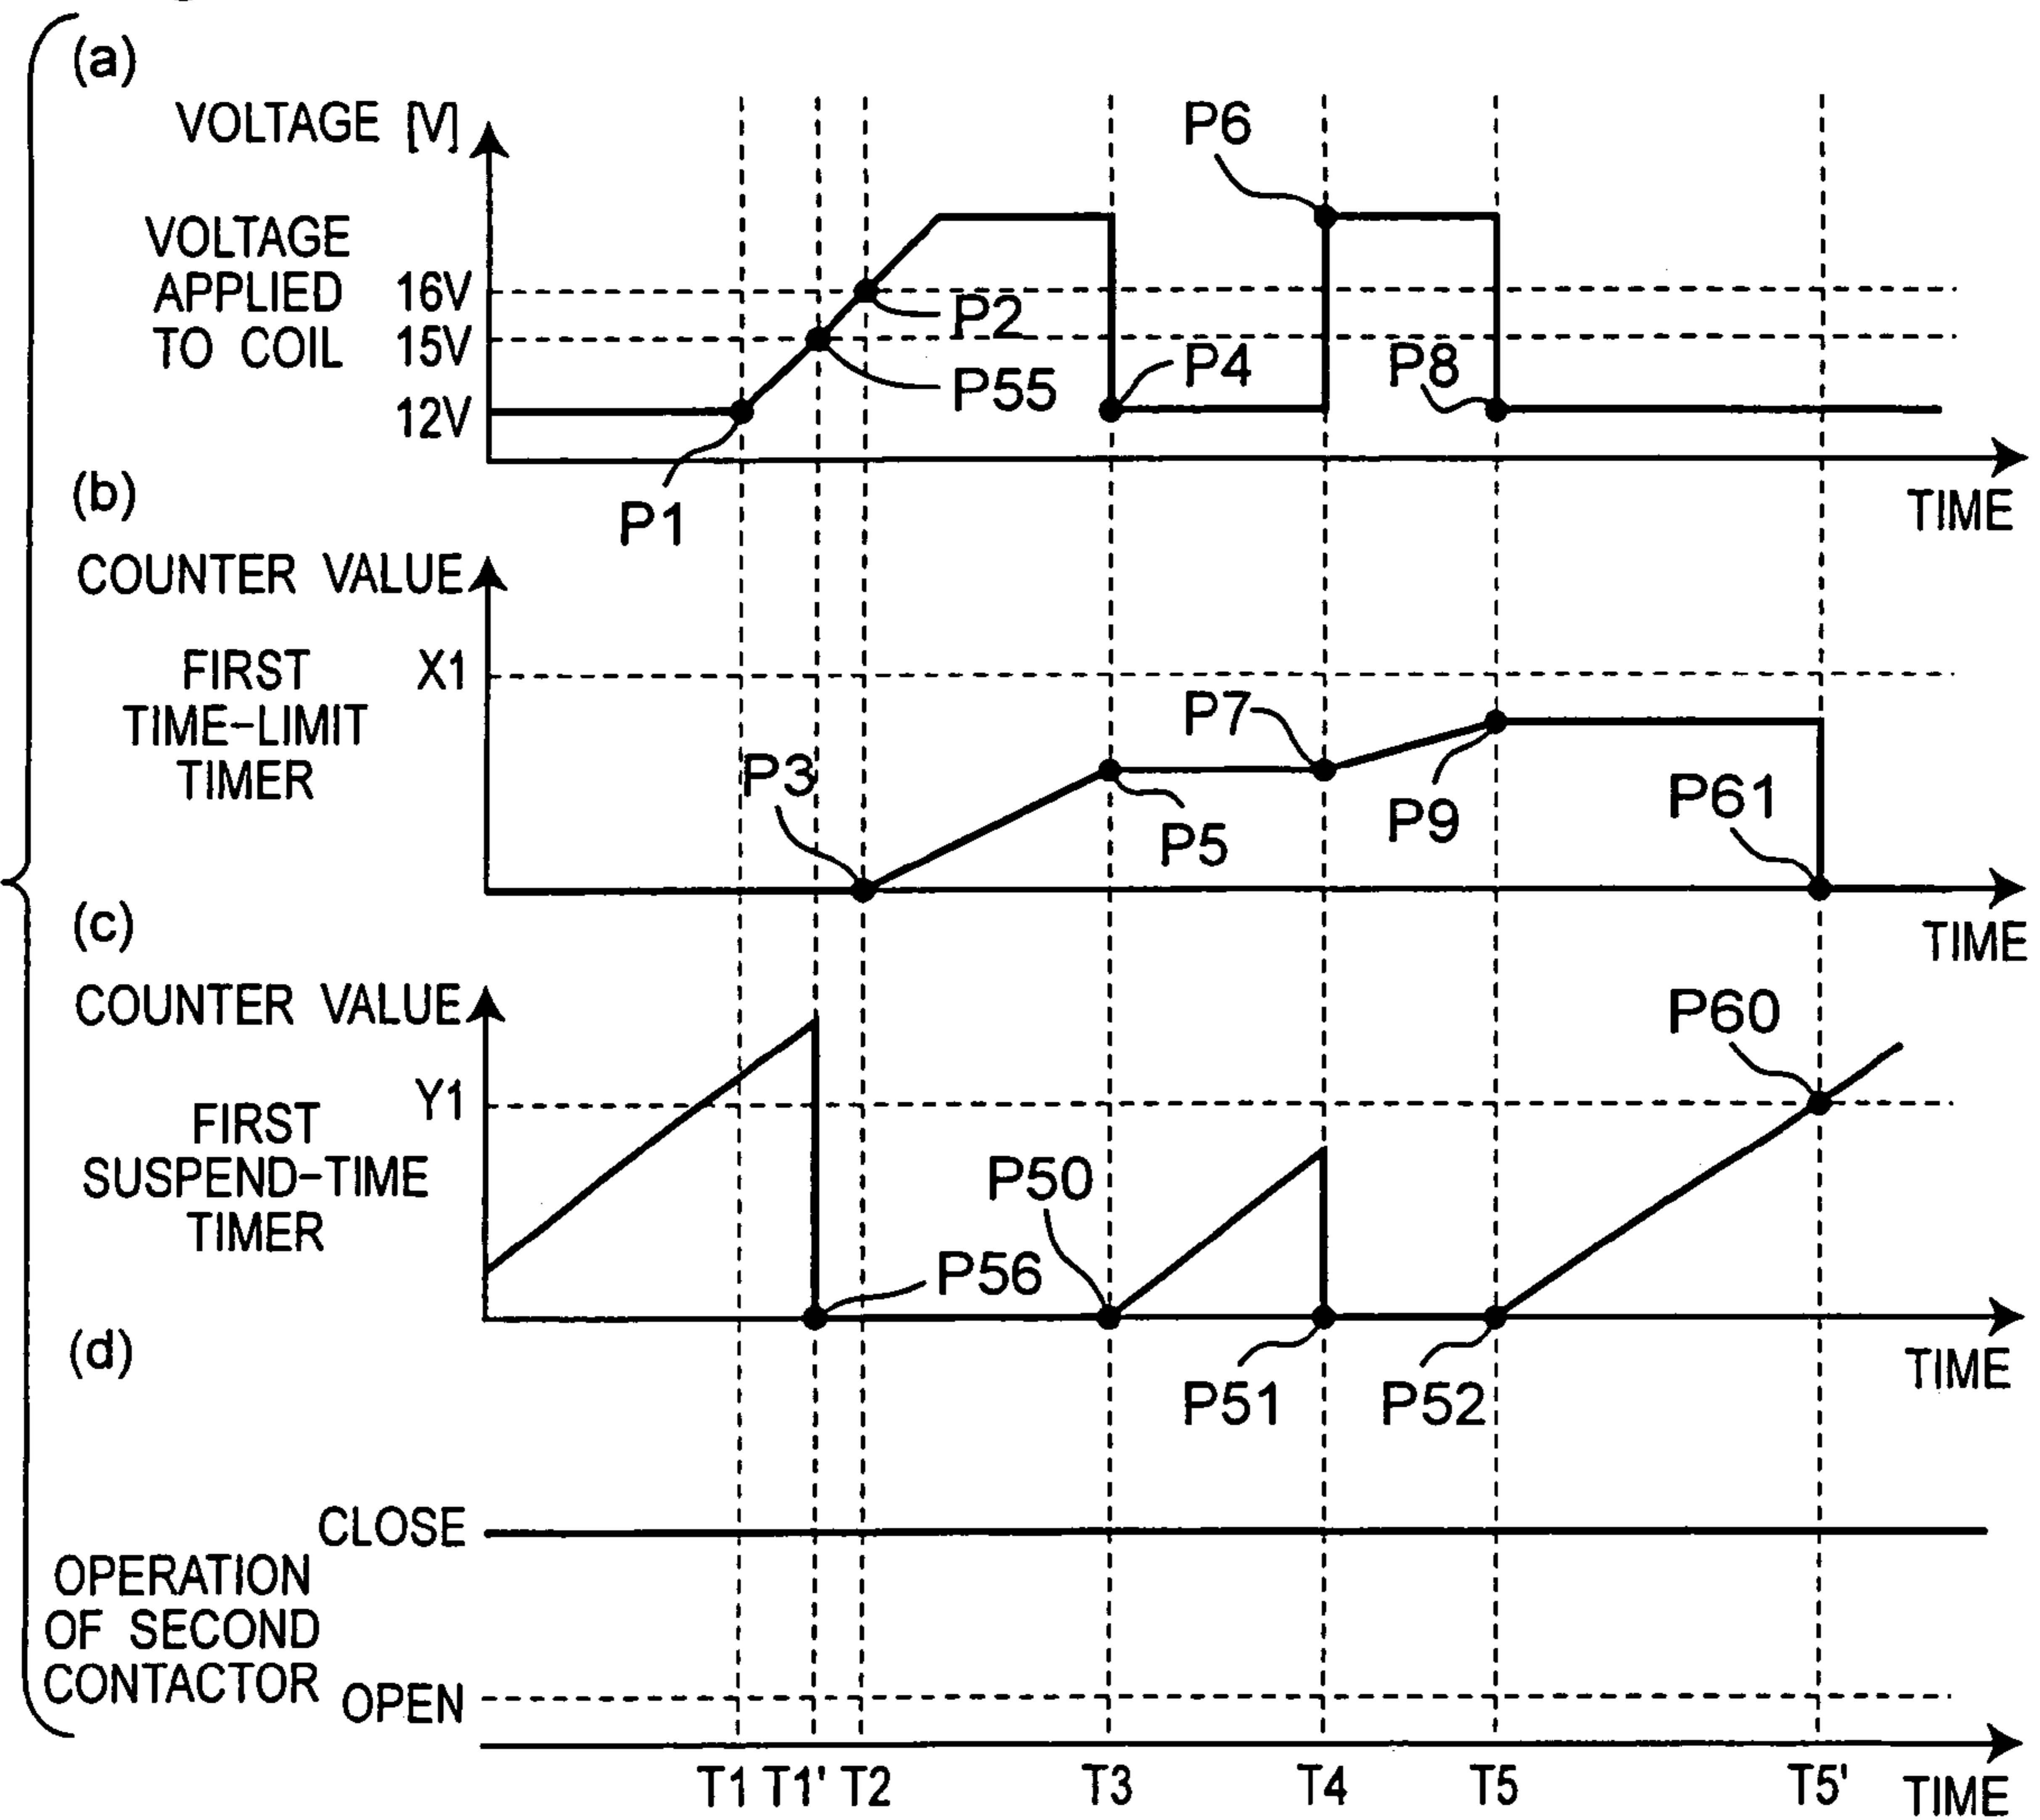 (a)
VOLTAGE [V]
P6
VOLTAGE
APPLIED
TO COIL
16V
15V
12V
P2
P55
P4
P8
P1
TIME
(b)
COUNTER VALUE
X1
FIRST
TIME-LIMIT
TIMER
P3
P7
P5
P9
P61
TIME
(c)
COUNTER VALUE
Y1
FIRST
SUSPEND-TIME
TIMER
P60
P50
P56
P51
P52
TIME
(d)
CLOSE
OPERATION
OF SECOND
CONTACTOR
OPEN
T1 T1' T2 T3 T4 T5 T5' TIME